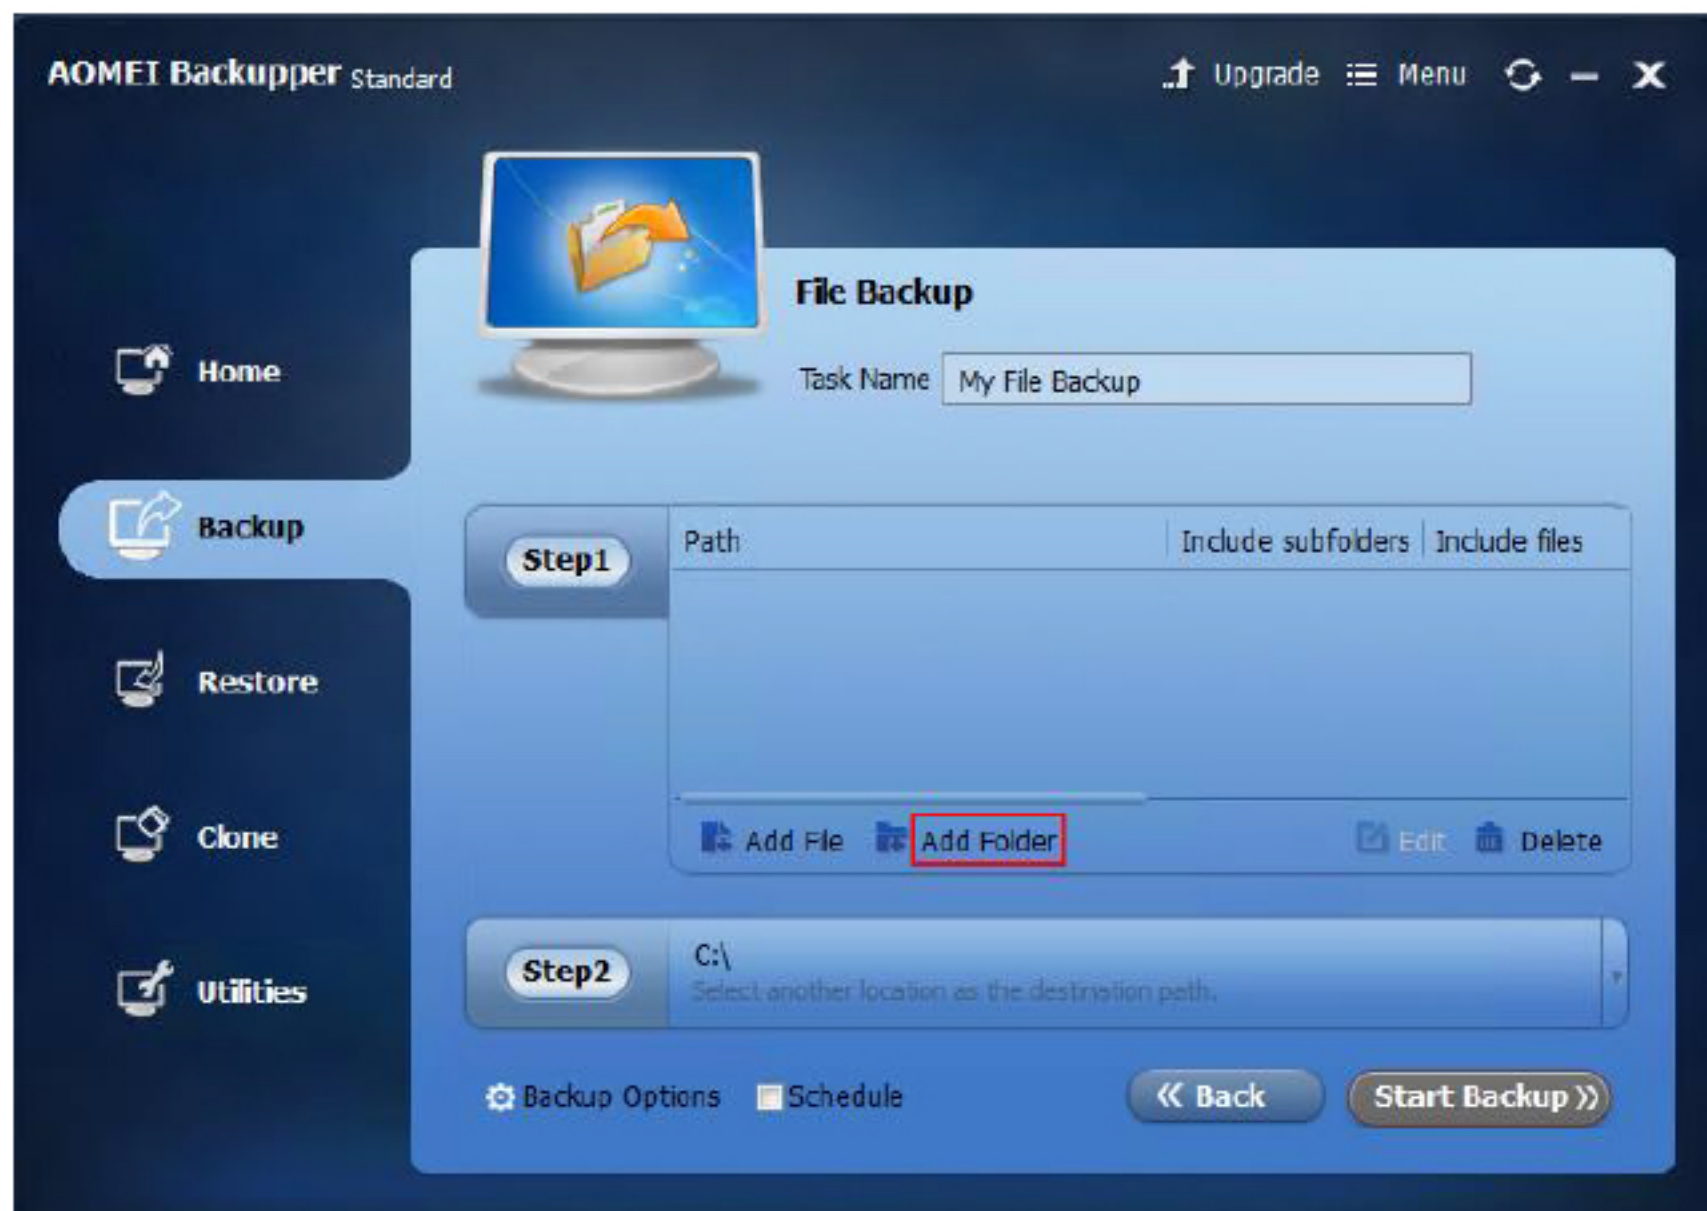 AOMEI Backupper Standard
Upgrade Menu
File Backup
Task Name My File Backup
Home
Backup
Restore
Clone
Utilities
Step1
Path Include subfolders Include files
Add File Add Folder Edit Delete
Step2
C:\
Select another location as the destination path.
Backup Options Schedule Back Start Backup